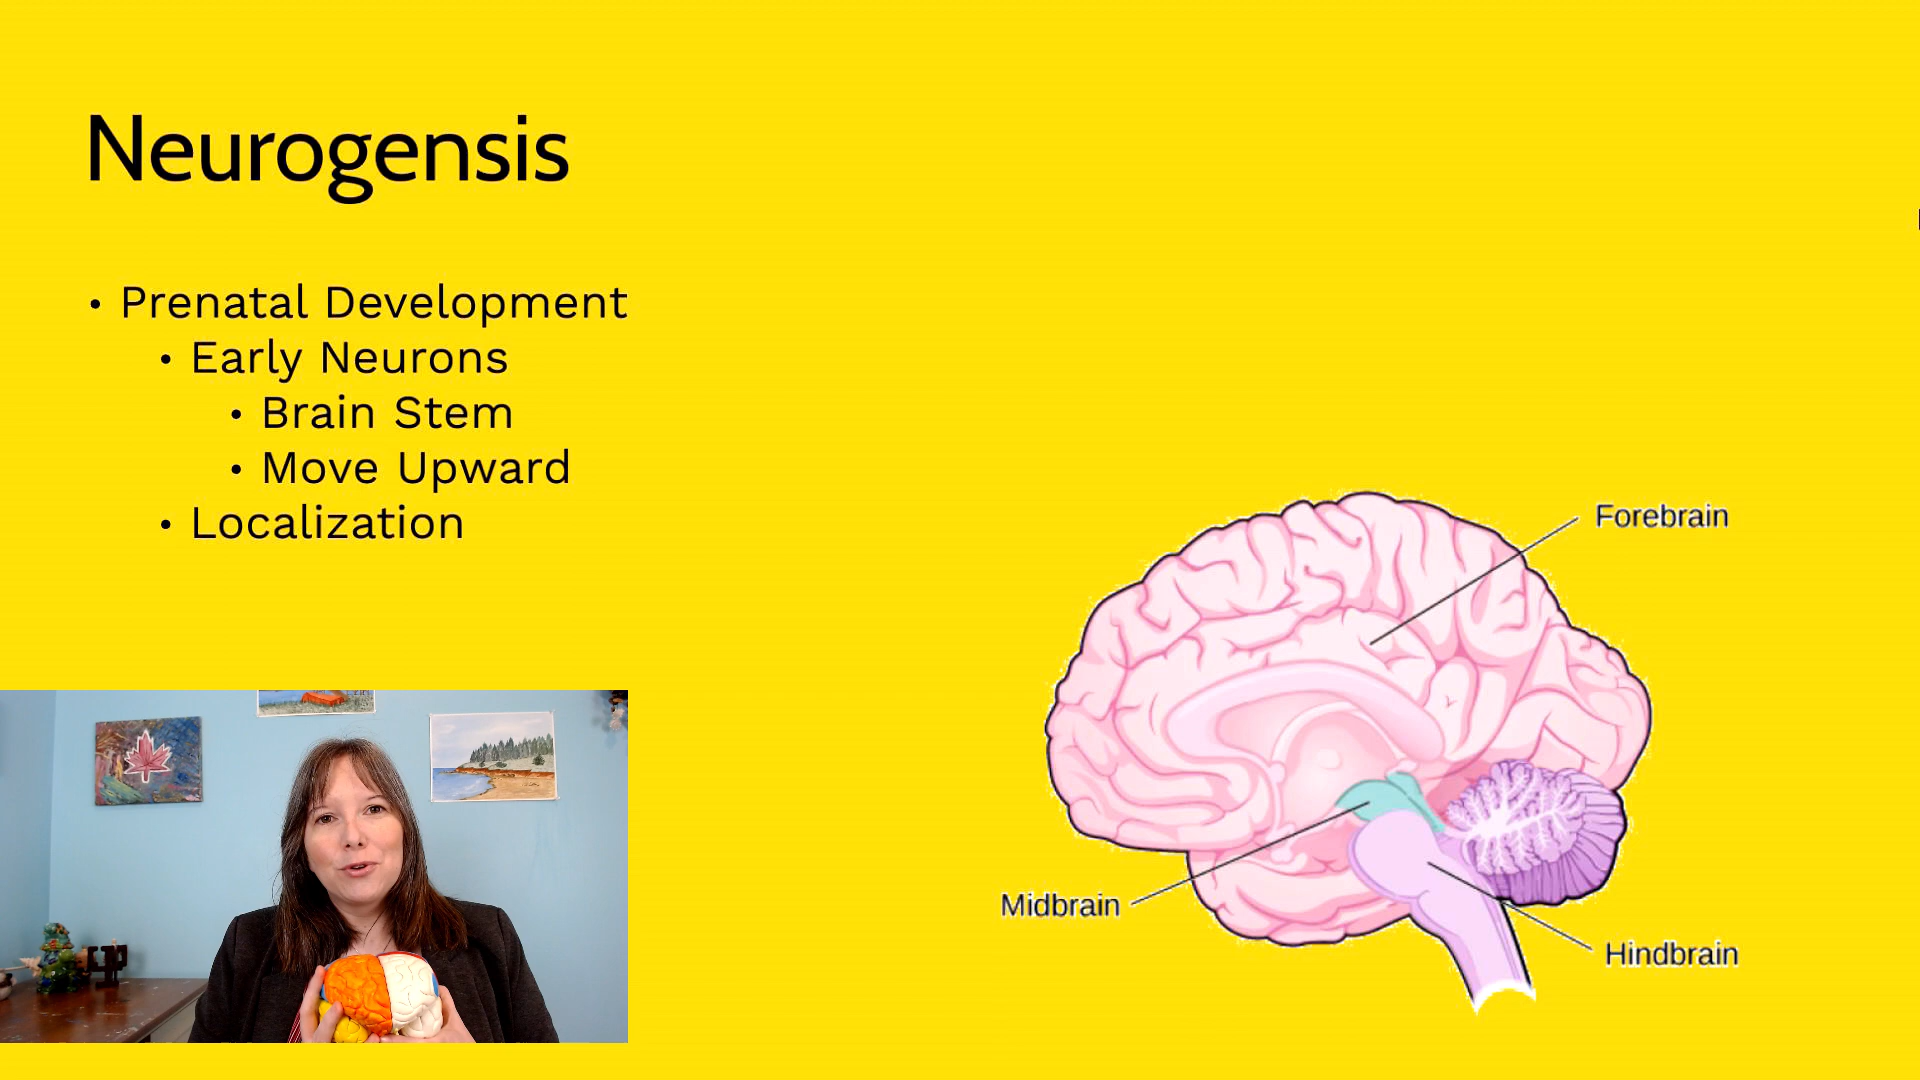 Neurogensis
• Prenatal Development
• Early Neurons
• Brain Stem
• Move Upward
• Localization
Forebrain
Midbrain
Hindbrain